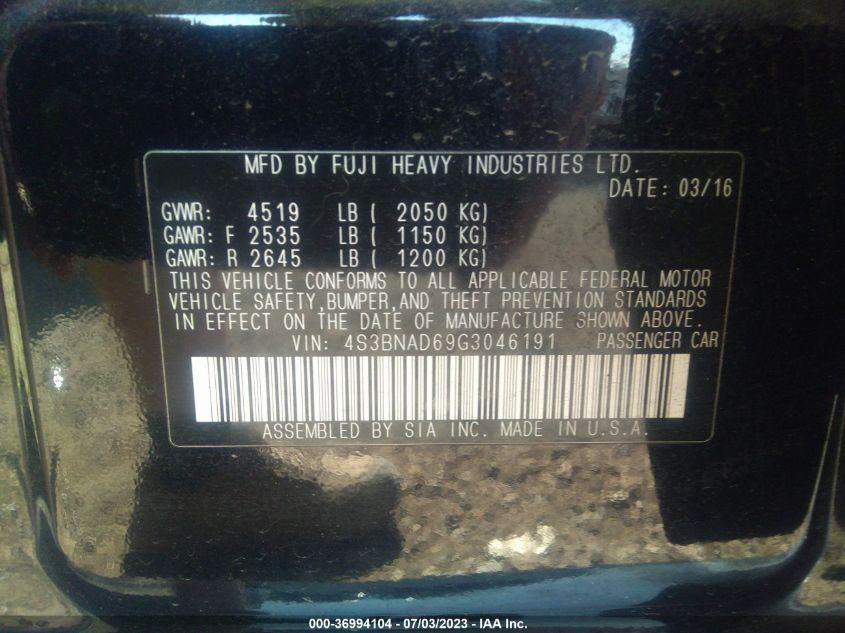 MFD BY FUJI HEAVY INDUSTRIES LTD.
DATE: 03/16
GVWR: 4519 LB ( 2050 KG)
GAWR: F 2535 LB ( 1150 KG)
GAWR: R 2645 LB ( 1200 KG)
THIS VEHICLE CONFORMS TO ALL APPLICABLE FEDERAL MOTOR
VEHICLE SAFETY,BUMPER,AND THEFT PREVENTION STANDARDS
IN EFFECT ON THE DATE OF MANUFACTURE SHOWN ABOVE.
VIN: 4S3BNAD69G3046191 PASSENGER CAR
ASSEMBLED BY SIA INC. MADE IN U.S.A.
000-36994104 - 07/03/2023 - IAA Inc.